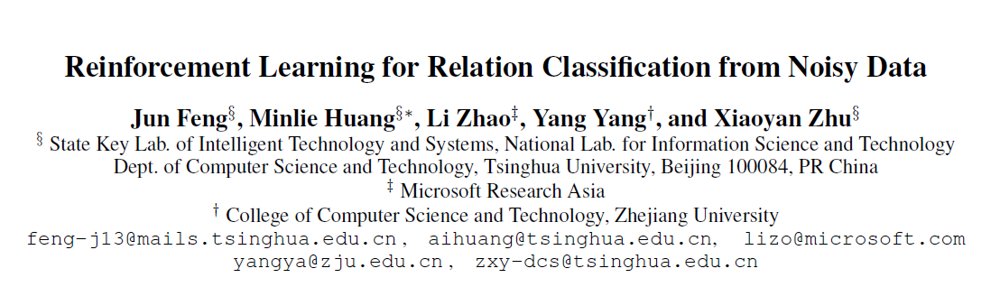 Reinforcement Learning for Relation Classification from Noisy Data
Jun Feng§, Minlie Huang§*, Li Zhao‡, Yang Yang†, and Xiaoyan Zhu§
§ State Key Lab. of Intelligent Technology and Systems, National Lab. for Information Science and Technology
Dept. of Computer Science and Technology, Tsinghua University, Beijing 100084, PR China
‡ Microsoft Research Asia
† College of Computer Science and Technology, Zhejiang University
feng-j13@mails.tsinghua.edu.cn, aihuang@tsinghua.edu.cn, lizo@microsoft.com
yangya@zju.edu.cn, zxy-dcs@tsinghua.edu.cn